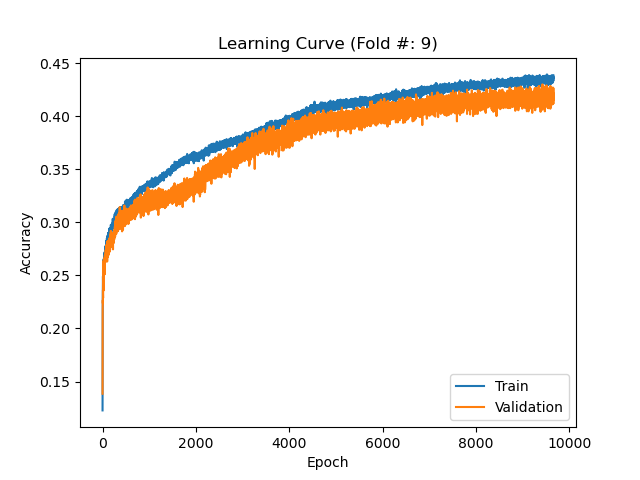 Learning Curve (Fold #: 9)
0.45
0.40
0.35
0.30
0.25
0.20
0.15
Accuracy
0 2000 4000 6000 8000 10000
Epoch
Train
Validation